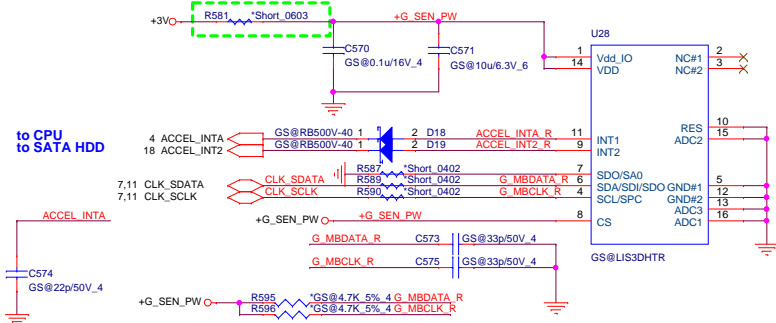 R581 *Short_0603
+3V +G_SEN_PW
U28
C570
GS@0.1u/16V_4
C571
GS@10u/6.3V_6
1 Vdd_IO
14 VDD
NC#1 2
NC#2 3
to CPU
to SATA HDD
4 ACCEL_INTA GS@RB500V-40 1 2 D18 ACCEL_INTA_R 11 INT1
18 ACCEL_INT2 GS@RB500V-40 1 2 D19 ACCEL_INT2_R 9 INT2
RES 10
ADC2 15
R587 *Short_0402 7 SDO/SA0
7,11 CLK_SDATA CLK_SDATA R589 *Short_0402 G_MBDATA_R 6 SDA/SDI/SDO GND#1 5
7,11 CLK_SCLK CLK_SCLK R590 *Short_0402 G_MBCLK_R 4 SCL/SPC GND#2 12
ADC3 13
+G_SEN_PW +G_SEN_PW 8 CS ADC1 16
ACCEL_INTA
G_MBDATA_R C573 GS@33p/50V_4
GS@LIS3DHTR
G_MBCLK_R C575 GS@33p/50V_4
C574
GS@22p/50V_4
+G_SEN_PW R595 *GS@4.7K_5%_4 G_MBDATA_R
R596 *GS@4.7K_5%_4 G_MBCLK_R